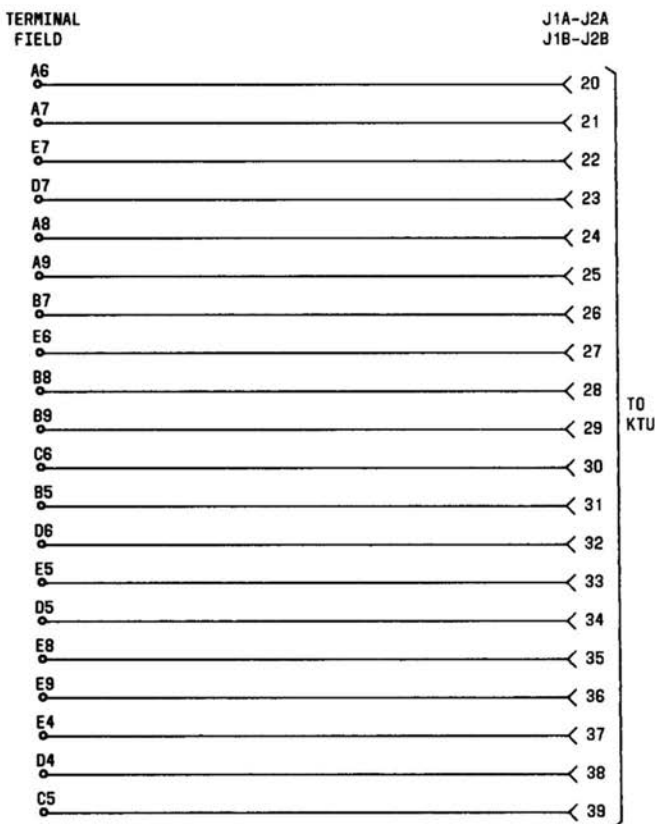 TERMINAL FIELD J1A-J2A
J1B-J2B
A6 20
A7 21
E7 22
D7 23
A8 24
A9 25
B7 26
E6 27
B8 28
B9 29
C6 30
B5 31
D6 32
E5 33
D5 34
E8 35
E9 36
E4 37
D4 38
C5 39
TO
KTU